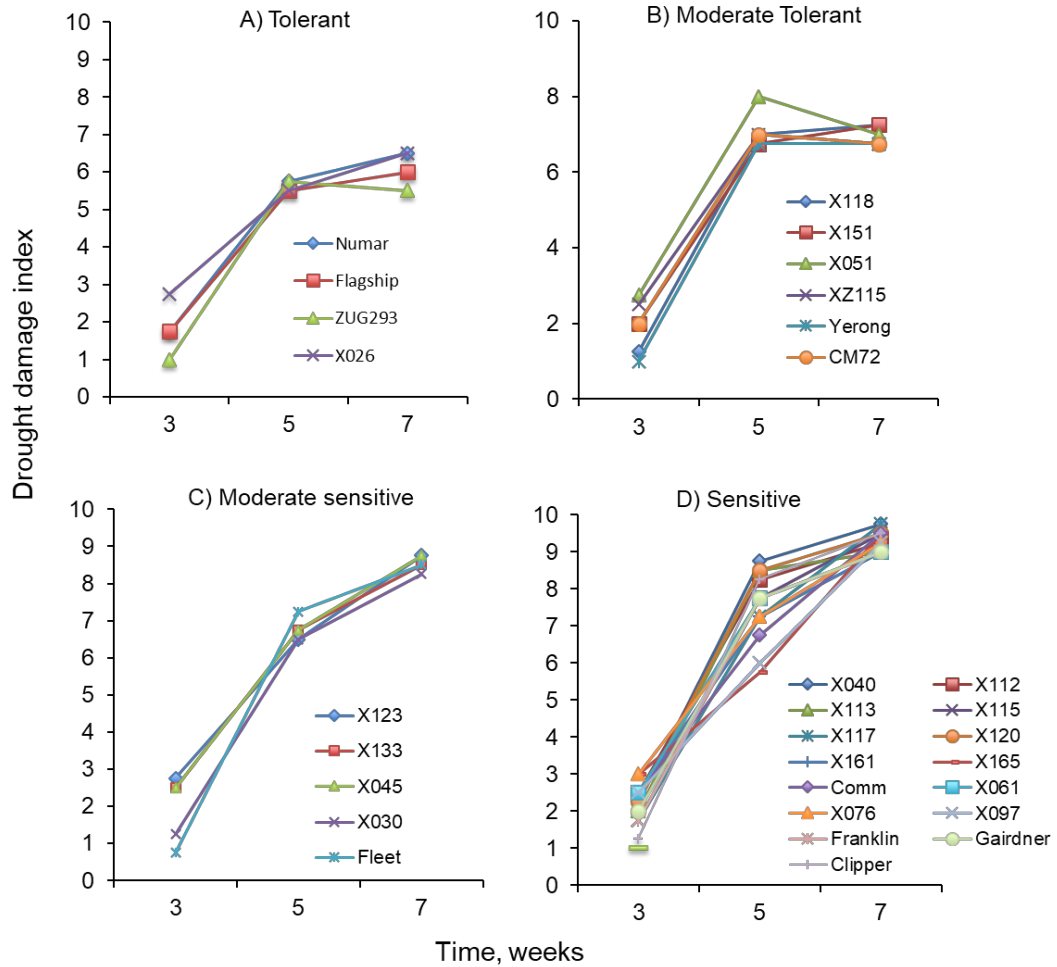 A) Tolerant
10
9
8
7
6
5
4
3
2
1
0
3 5 7
Numar
Flagship
ZUG293
X026
B) Moderate Tolerant
10
8
6
4
2
0
3 5 7
X118
X151
X051
XZ115
Yerong
CM72
Drought damage index
C) Moderate sensitive
10
9
8
7
6
5
4
3
2
1
0
3 5 7
X123
X133
X045
X030
Fleet
D) Sensitive
10
9
8
7
6
5
4
3
2
1
0
3 5 7
X040 X112
X113 X115
X117 X120
X161 X165
Comm X061
X076 X097
Franklin Gairdner
Clipper
Time, weeks